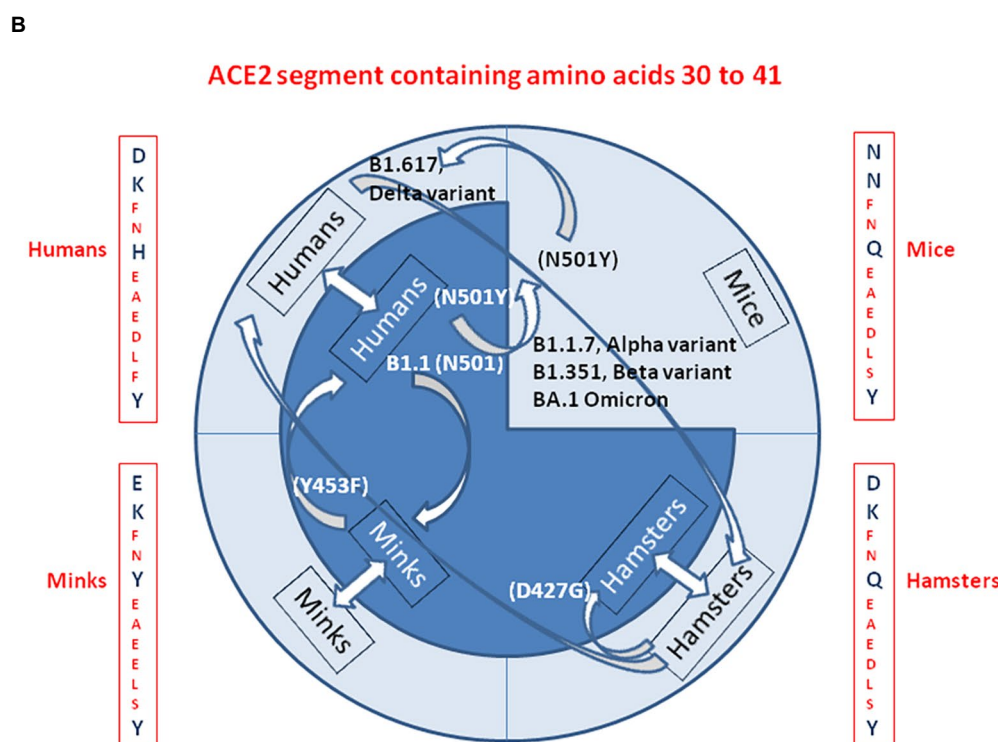 B
ACE2 segment containing amino acids 30 to 41
D
K
F
N
H
E
A
E
D
L
F
Y
Humans
N
N
F
N
Q
E
A
E
D
L
S
Y
Mice
B1.617,
Delta variant
Humans
(N501Y)
Mice
Humans
(N501Y)
B1.1.7, Alpha variant
B1.351, Beta variant
BA.1 Omicron
B1.1 (N501)
E
K
F
N
Y
E
A
E
E
L
S
Y
Minks
(Y453F)
Minks
Minks
Hamsters
(D427G)
Hamsters
D
K
F
N
Q
E
A
E
D
L
S
Y
Hamsters